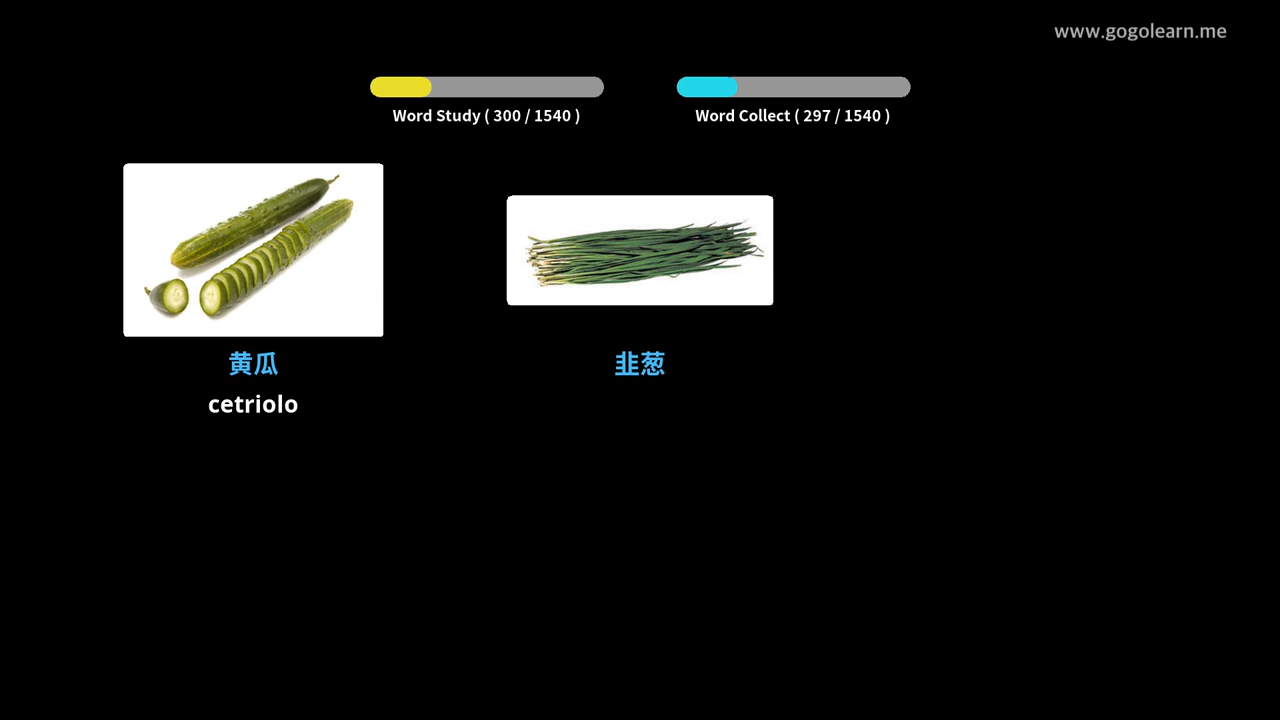 www.gogolearn.me
Word Study ( 300 / 1540 )
Word Collect ( 297 / 1540 )
黄瓜
韭葱
cetriolo